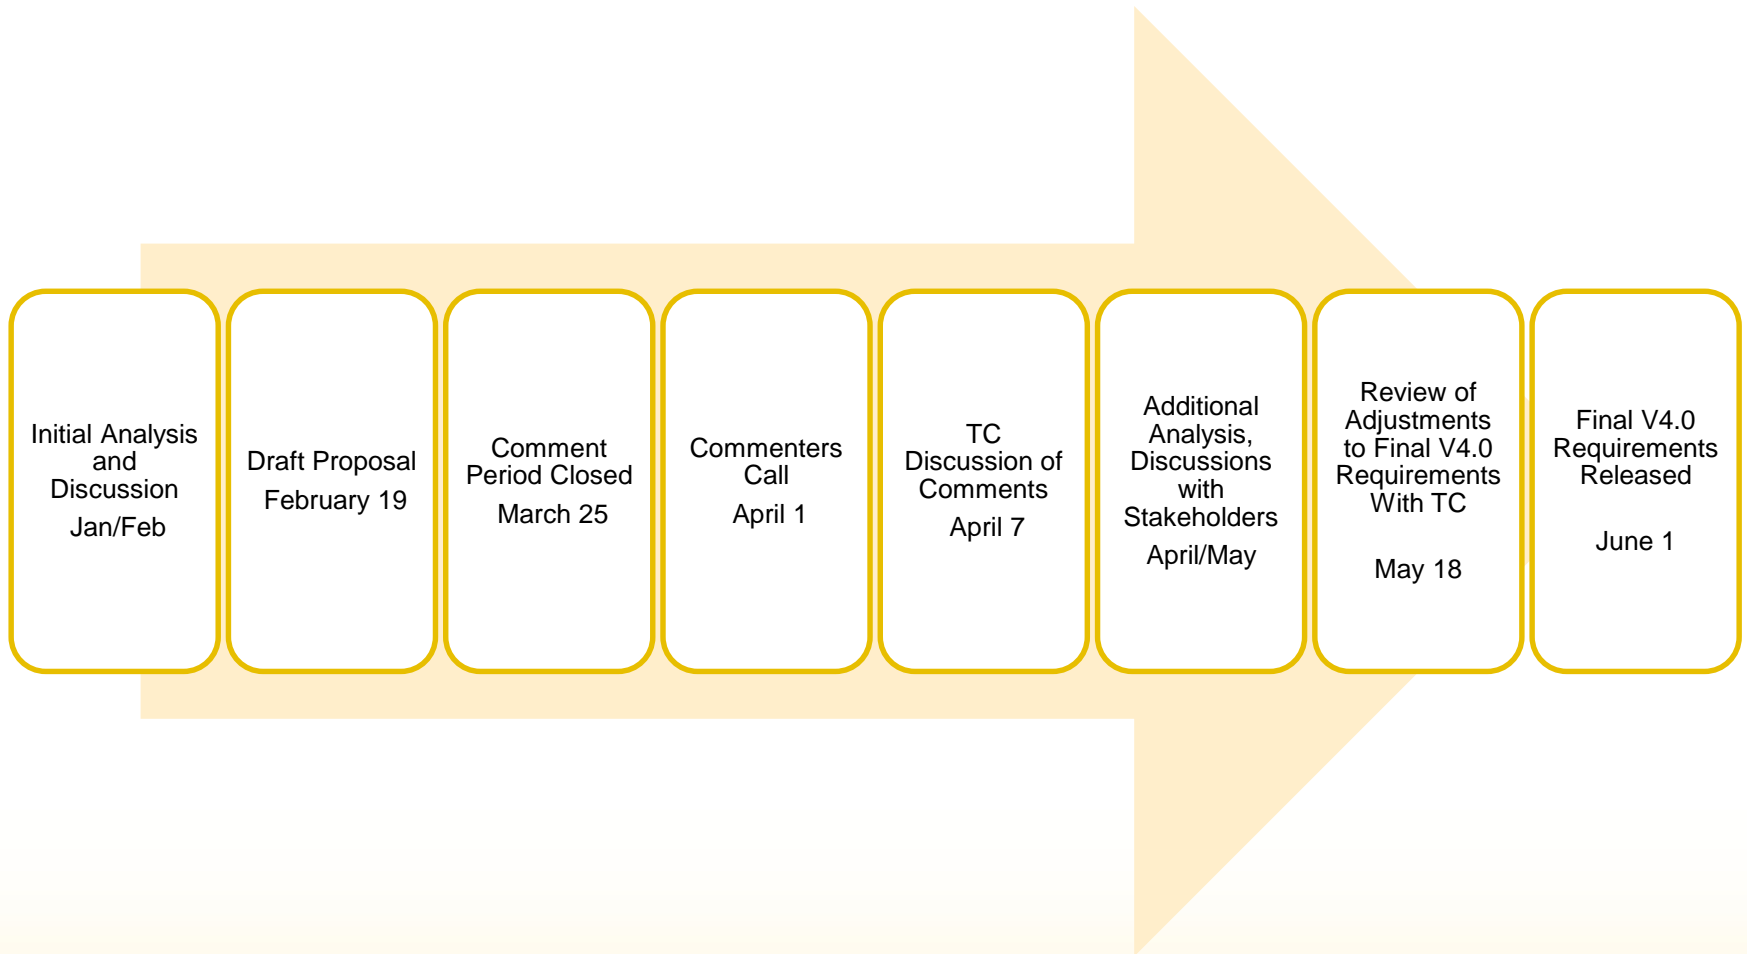 Initial Analysis
and
Discussion
Jan/Feb
Draft Proposal
February 19
Comment
Period Closed
March 25
Commenters
Call
April 1
TC
Discussion of
Comments
April 7
Additional
Analysis,
Discussions
with
Stakeholders
April/May
Review of
Adjustments
to Final V4.0
Requirements
With TC
May 18
Final V4.0
Requirements
Released
June 1